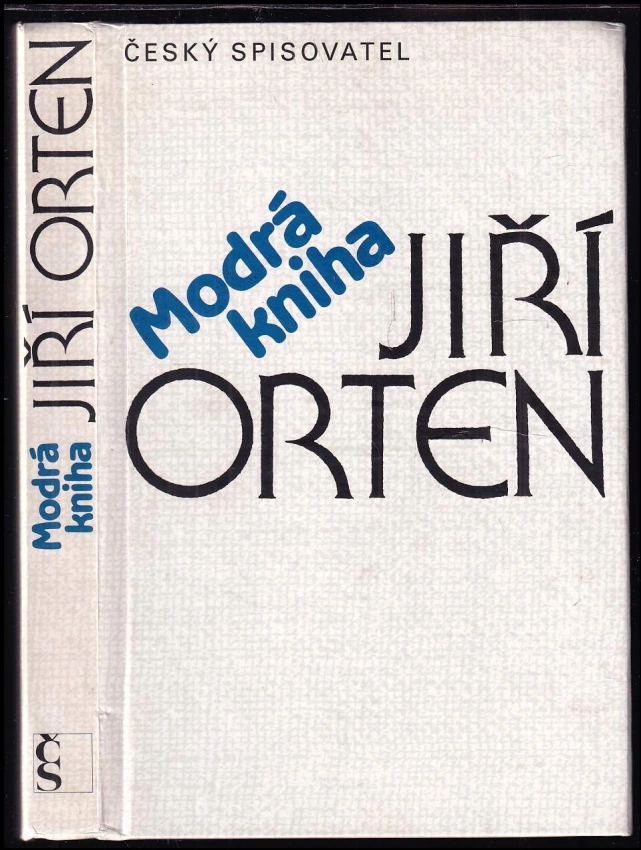 ČESKÝ SPISOVATEL
Modrá
kniha
JIŘÍ
ORTEN
Modrá
kniha
JIŘÍ ORTEN
ČS